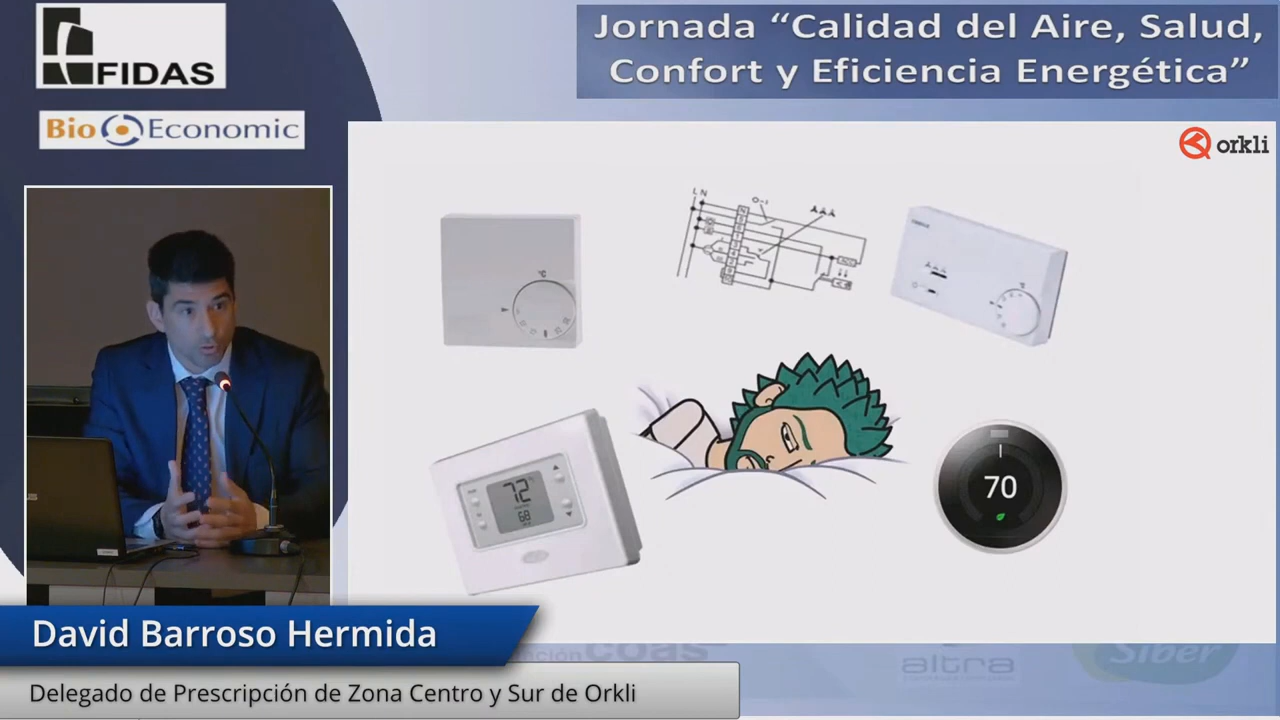 FIDAS
Jornada “Calidad del Aire, Salud,
Confort y Eficiencia Energética”
Bio Economic
orkli
L N
°C
°C
72
68
70
David Barroso Hermida
Delegado de Prescripción de Zona Centro y Sur de Orkli
coas
altra
Siber